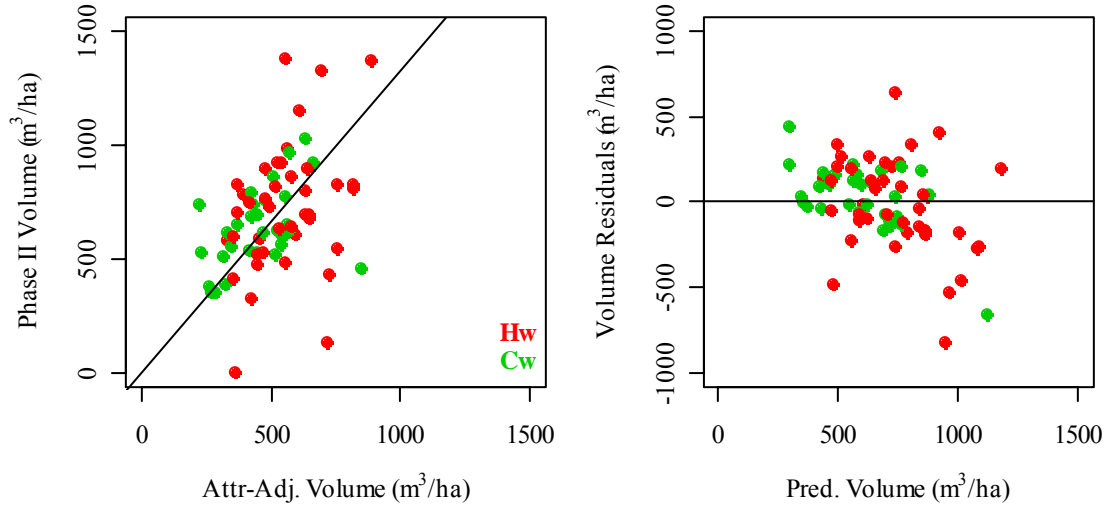 Phase II Volume (m³/ha)
1500
1000
500
0
Hw
Cw
0 500 1000 1500
Attr-Adj. Volume (m³/ha)
Volume Residuals (m³/ha)
1000
500
0
-500
-1000
0 500 1000 1500
Pred. Volume (m³/ha)